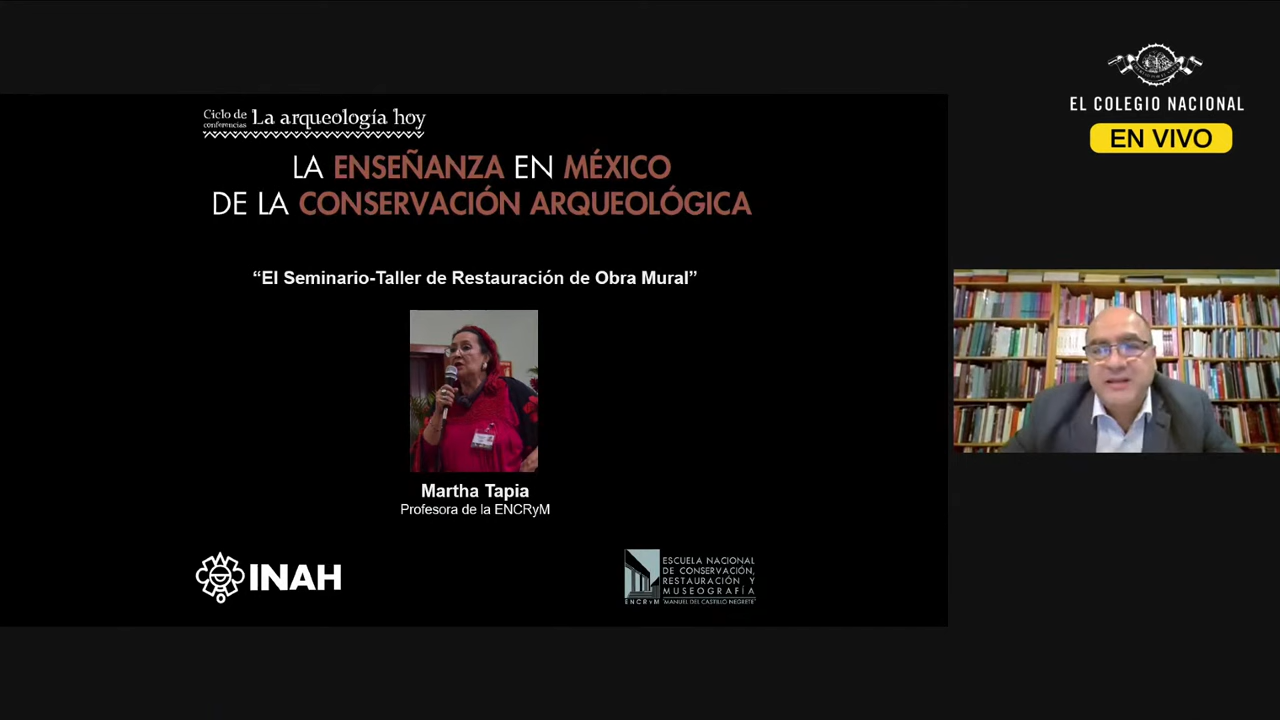 Ciclo de
conferencias
La arqueología hoy
LA ENSEÑANZA EN MÉXICO
DE LA CONSERVACIÓN ARQUEOLÓGICA
“El Seminario-Taller de Restauración de Obra Mural”
Martha Tapia
Profesora de la ENCRyM
INAH
ESCUELA NACIONAL
DE CONSERVACIÓN,
RESTAURACIÓN Y
MUSEOGRAFÍA
ENCRyM "MANUEL DEL CASTILLO NEGRETE"
EL COLEGIO NACIONAL
EN VIVO